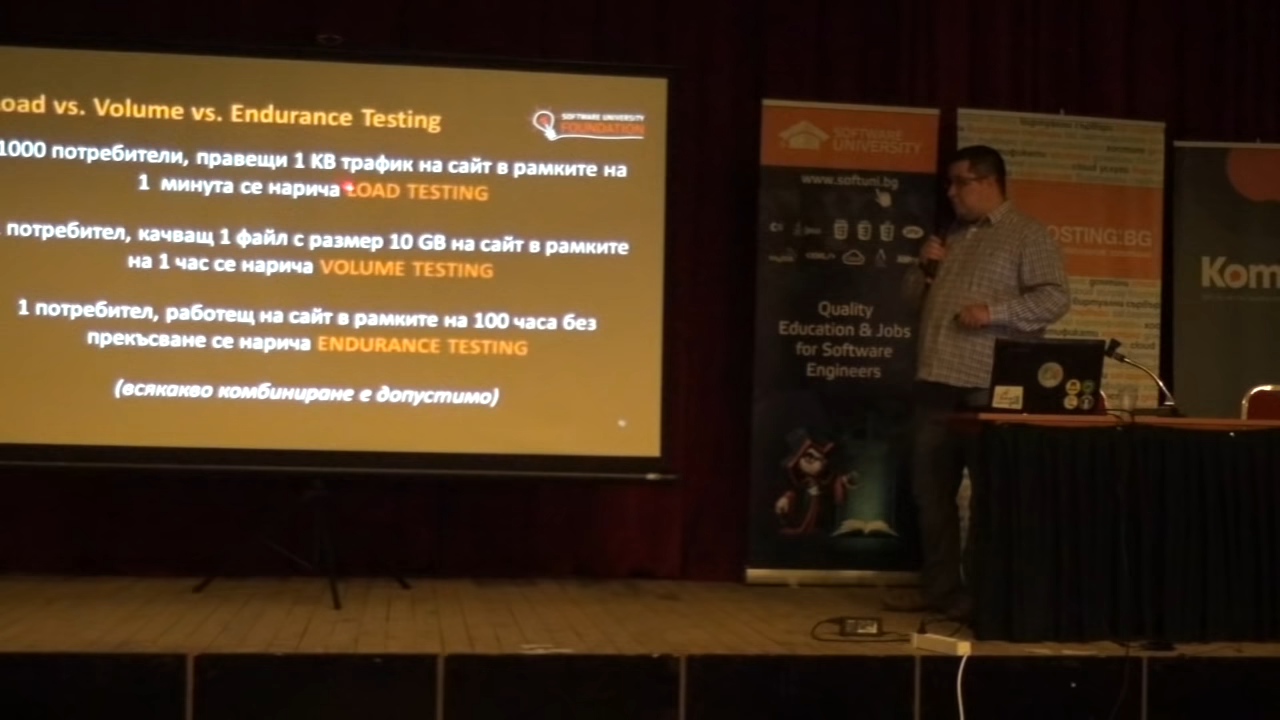 oad vs. Volume vs. Endurance Testing
SOFTWARE UNIVERSITY
FOUNDATION
1000 потребители, правещи 1 KB трафик на сайт в рамките на
1 минута се нарича LOAD TESTING
потребител, качващ 1 файл с размер 10 GB на сайт в рамките
на 1 час се нарича VOLUME TESTING
1 потребител, работещ на сайт в рамките на 100 часа без
прекъсване се нарича ENDURANCE TESTING
(всякакво комбиниране е допустимо)
SOFTWARE
UNIVERSITY
www.softuni.bg
Quality
Education & Jobs
for Software
Engineers
OSTING:BG
cloud
Kom